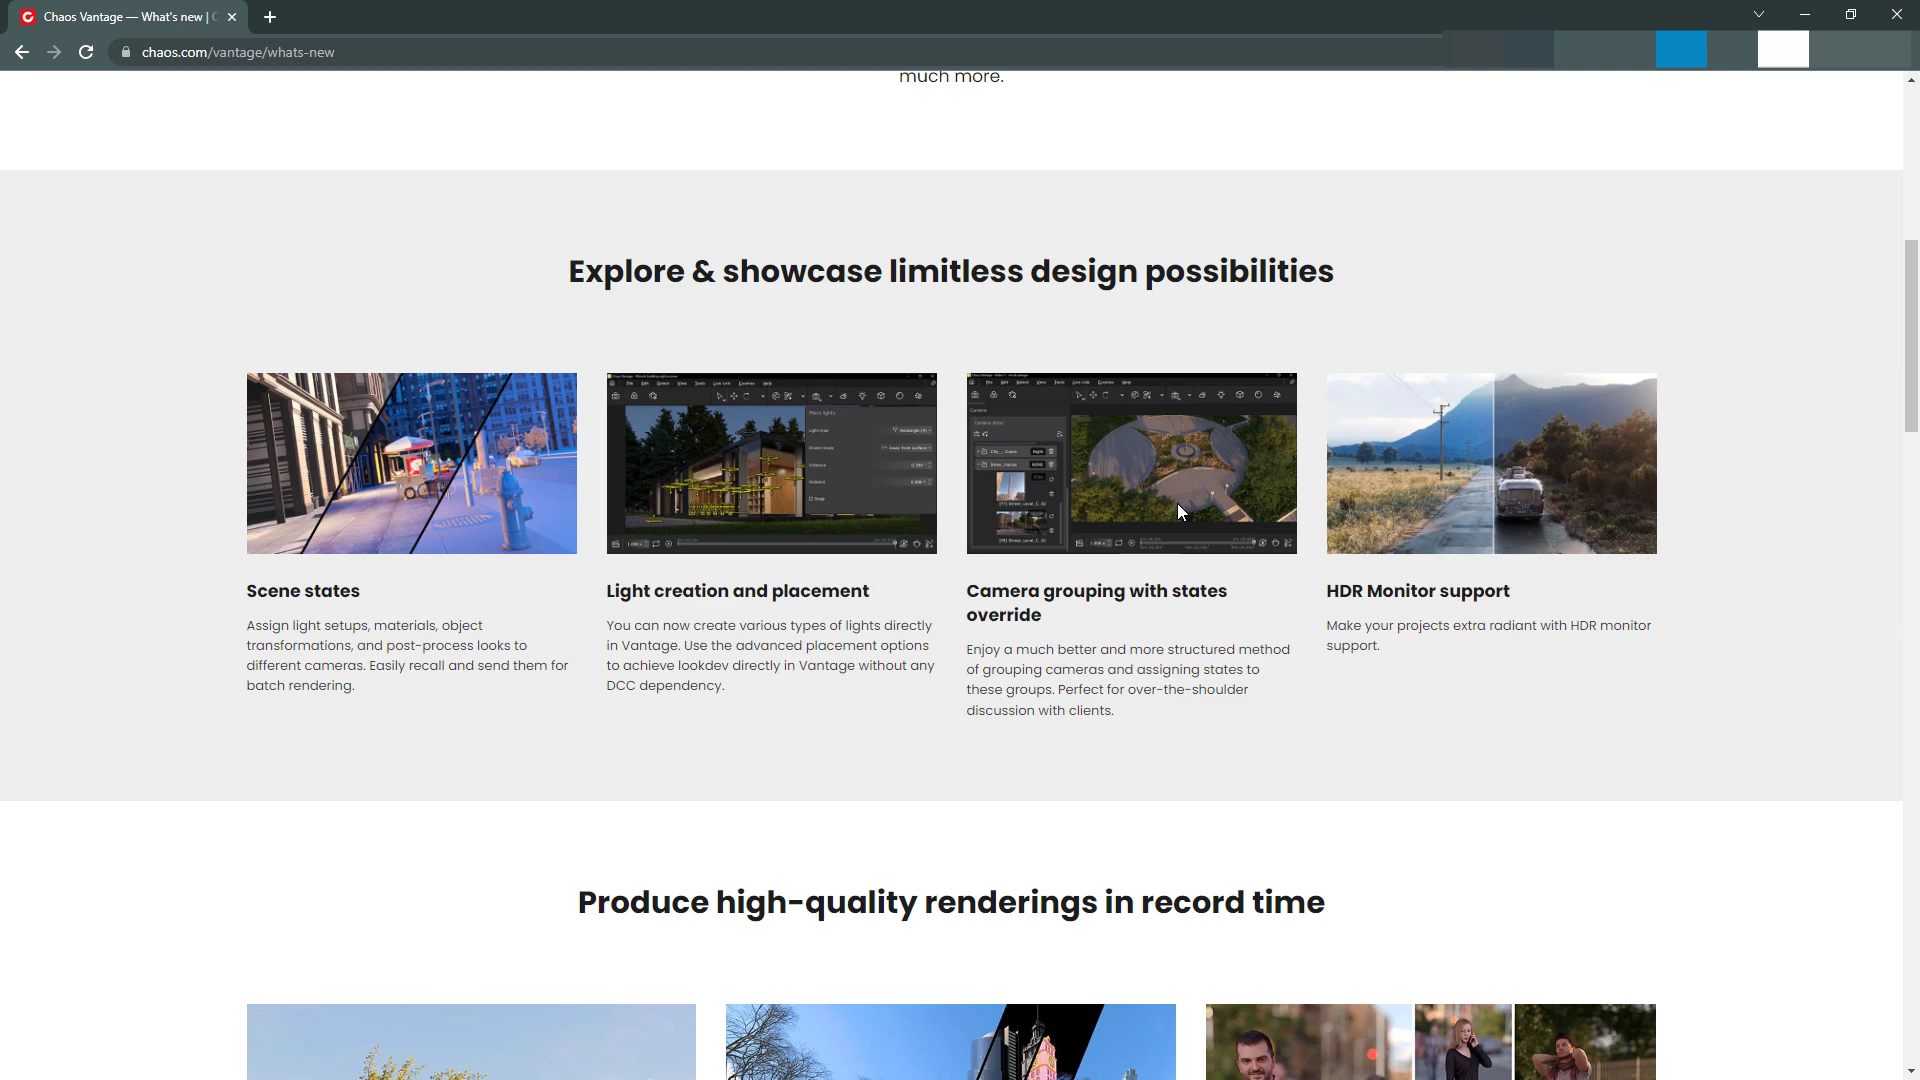 Chaos Vantage — What's new |
chaos.com/vantage/whats-new
much more.
Explore & showcase limitless design possibilities
Scene states
Assign light setups, materials, object
transformations, and post-process looks to
different cameras. Easily recall and send them for
batch rendering.
Light creation and placement
You can now create various types of lights directly
in Vantage. Use the advanced placement options
to achieve lookdev directly in Vantage without any
DCC dependency.
Camera grouping with states
override
Enjoy a much better and more structured method
of grouping cameras and assigning states to
these groups. Perfect for over-the-shoulder
discussion with clients.
HDR Monitor support
Make your projects extra radiant with HDR monitor
support.
Produce high-quality renderings in record time